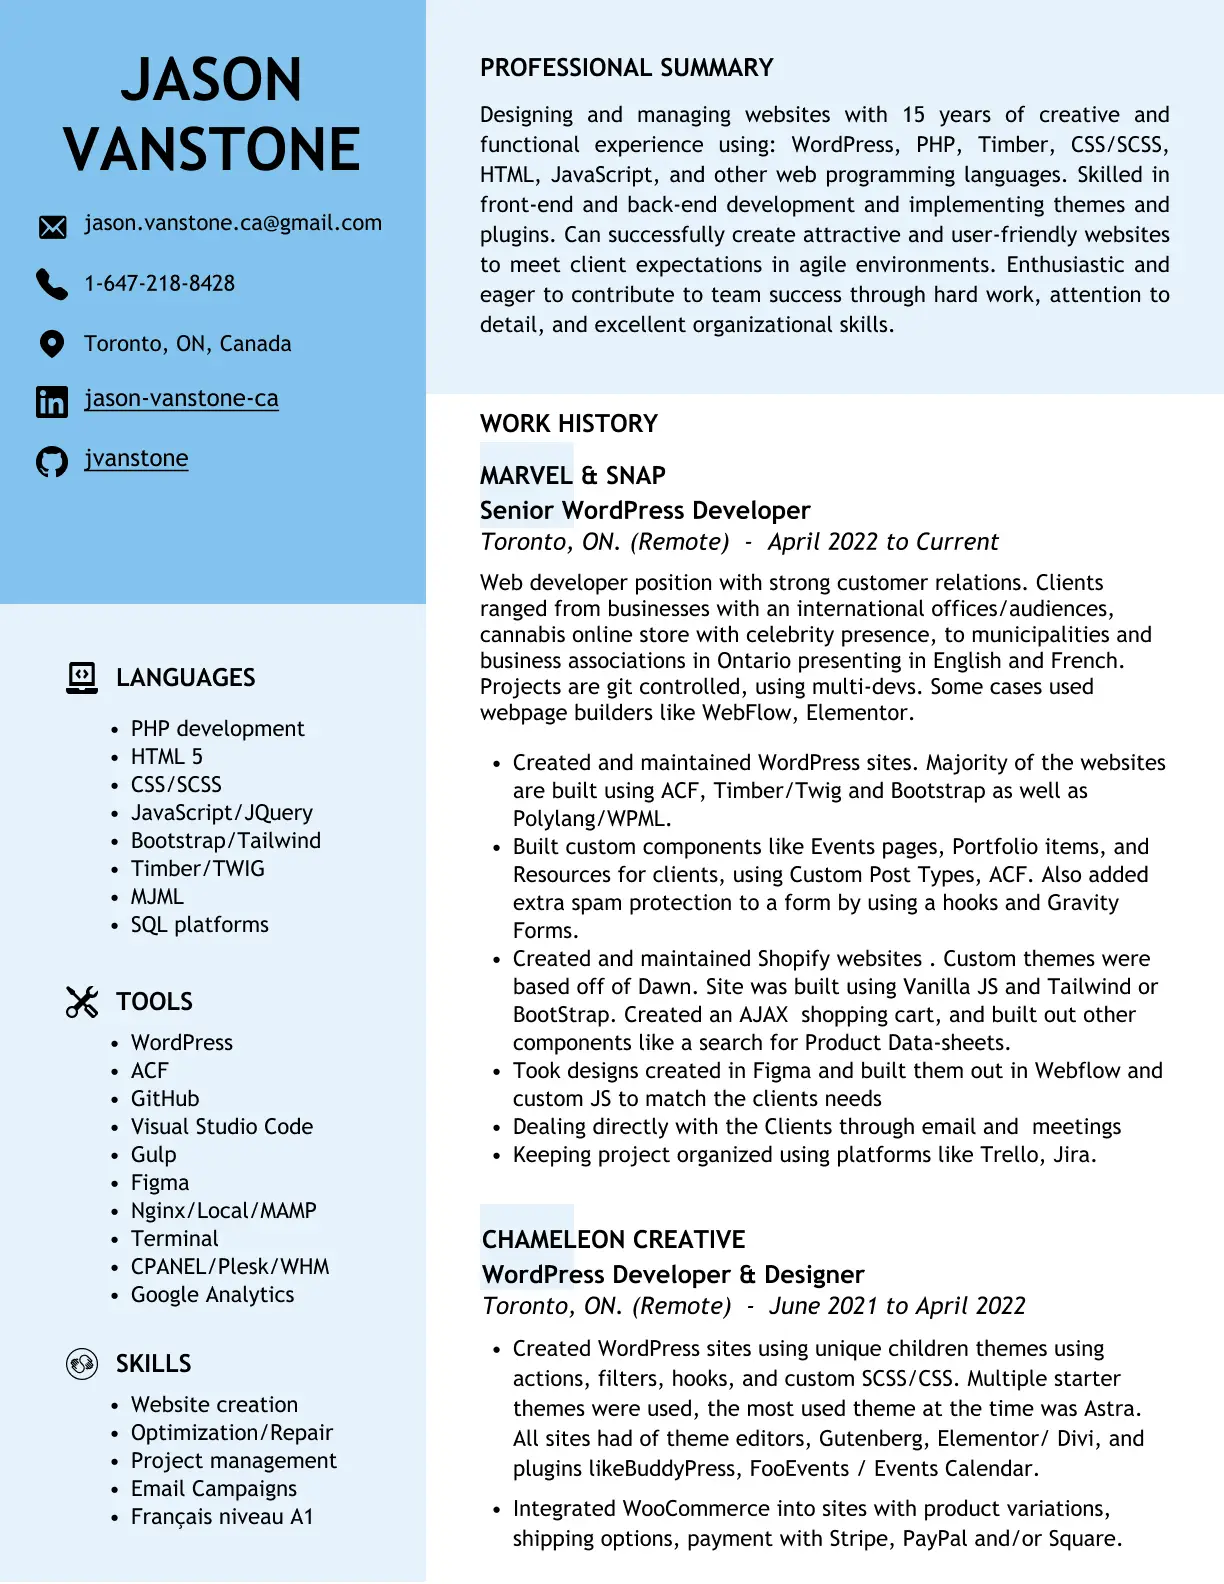 JASON
VANSTONE
jason.vanstone.ca@gmail.com
1-647-218-8428
Toronto, ON, Canada
jason-vanstone-ca
jvanstone
LANGUAGES
• PHP development
• HTML 5
• CSS/SCSS
• JavaScript/JQuery
• Bootstrap/Tailwind
• Timber/TWIG
• MJML
• SQL platforms
TOOLS
• WordPress
• ACF
• GitHub
• Visual Studio Code
• Gulp
• Figma
• Nginx/Local/MAMP
• Terminal
• CPANEL/Plesk/WHM
• Google Analytics
SKILLS
• Website creation
• Optimization/Repair
• Project management
• Email Campaigns
• Français niveau A1
PROFESSIONAL SUMMARY
Designing and managing websites with 15 years of creative and
functional experience using: WordPress, PHP, Timber, CSS/SCSS,
HTML, JavaScript, and other web programming languages. Skilled in
front-end and back-end development and implementing themes and
plugins. Can successfully create attractive and user-friendly websites
to meet client expectations in agile environments. Enthusiastic and
eager to contribute to team success through hard work, attention to
detail, and excellent organizational skills.
WORK HISTORY
MARVEL & SNAP
Senior WordPress Developer
Toronto, ON. (Remote) - April 2022 to Current
Web developer position with strong customer relations. Clients
ranged from businesses with an international offices/audiences,
cannabis online store with celebrity presence, to municipalities and
business associations in Ontario presenting in English and French.
Projects are git controlled, using multi-devs. Some cases used
webpage builders like WebFlow, Elementor.
• Created and maintained WordPress sites. Majority of the websites
are built using ACF, Timber/Twig and Bootstrap as well as
Polylang/WPML.
• Built custom components like Events pages, Portfolio items, and
Resources for clients, using Custom Post Types, ACF. Also added
extra spam protection to a form by using a hooks and Gravity
Forms.
• Created and maintained Shopify websites . Custom themes were
based off of Dawn. Site was built using Vanilla JS and Tailwind or
BootStrap. Created an AJAX  shopping cart, and built out other
components like a search for Product Data-sheets.
• Took designs created in Figma and built them out in Webflow and
custom JS to match the clients needs
• Dealing directly with the Clients through email and  meetings
• Keeping project organized using platforms like Trello, Jira.
CHAMELEON CREATIVE
WordPress Developer & Designer
Toronto, ON. (Remote) - June 2021 to April 2022
• Created WordPress sites using unique children themes using
actions, filters, hooks, and custom SCSS/CSS. Multiple starter
themes were used, the most used theme at the time was Astra.
All sites had of theme editors, Gutenberg, Elementor/ Divi, and
plugins likeBuddyPress, FooEvents / Events Calendar.
• Integrated WooCommerce into sites with product variations,
shipping options, payment with Stripe, PayPal and/or Square.